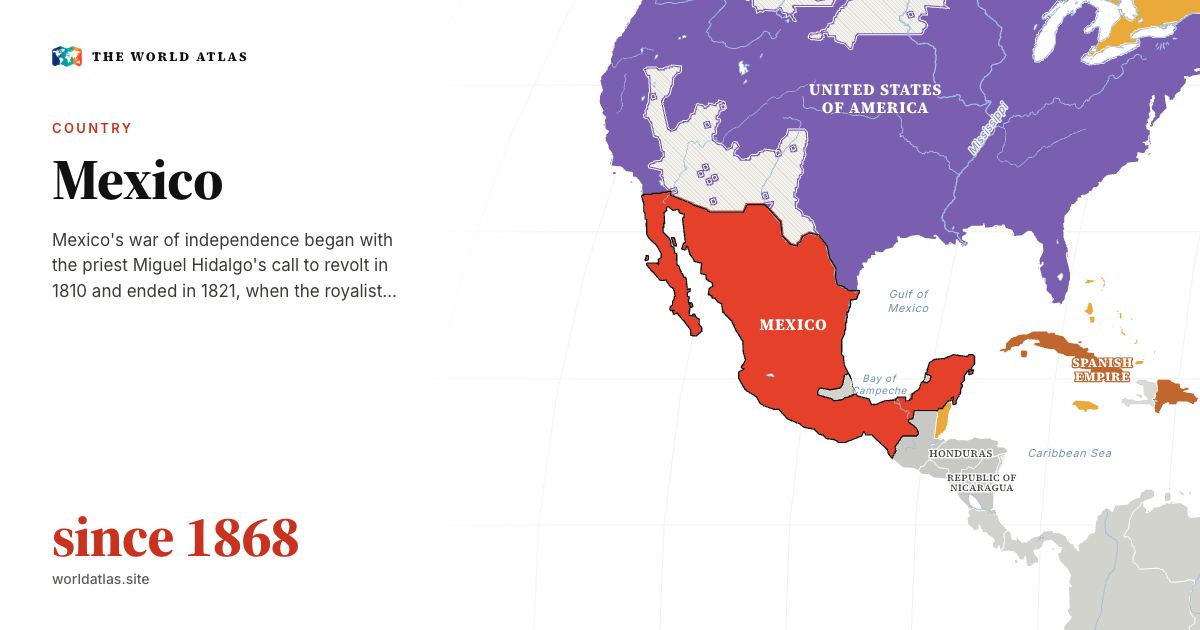 THE WORLD ATLAS
COUNTRY
Mexico
Mexico's war of independence began with
the priest Miguel Hidalgo's call to revolt in
1810 and ended in 1821, when the royalist...
since 1868
worldatlas.site
UNITED STATES
OF AMERICA
Mississippi
Gulf of
Mexico
MEXICO
Bay of
Campeche
SPANISH
EMPIRE
HONDURAS
Caribbean Sea
REPUBLIC OF
NICARAGUA